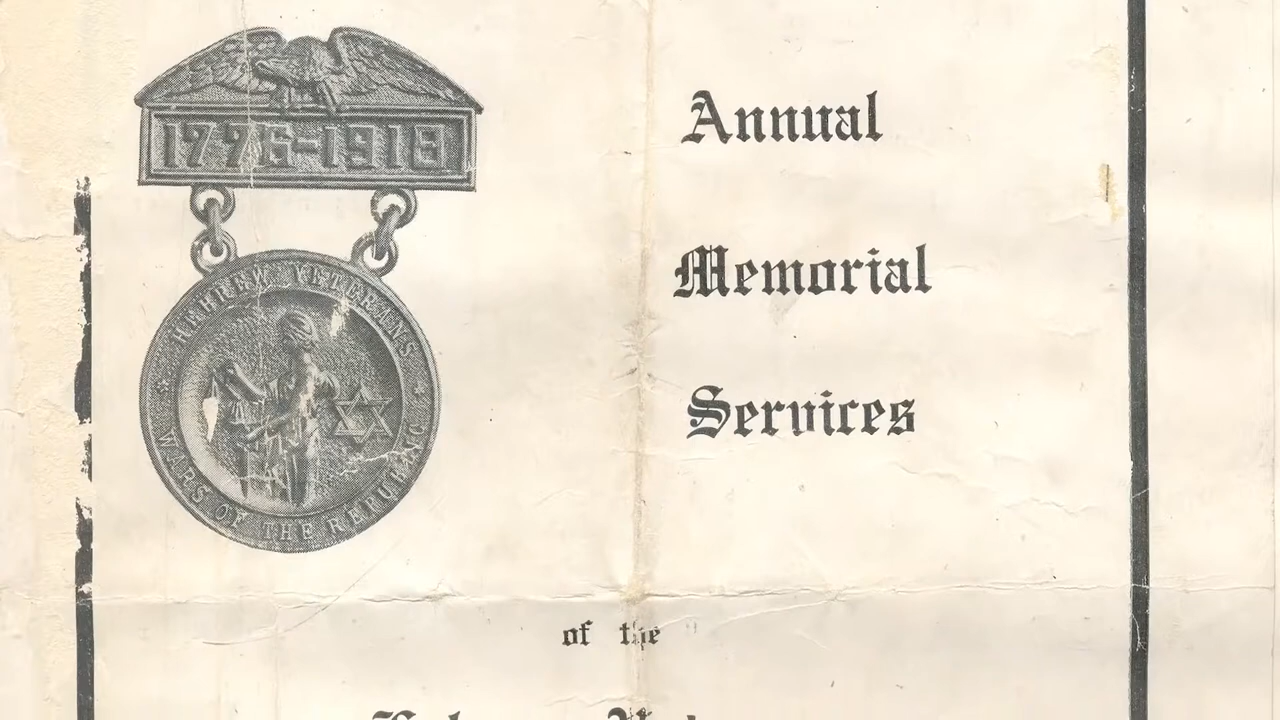 1776-1918
HEBREW VETERANS
WARS OF THE REPUBLIC
Annual
Memorial
Services
of the